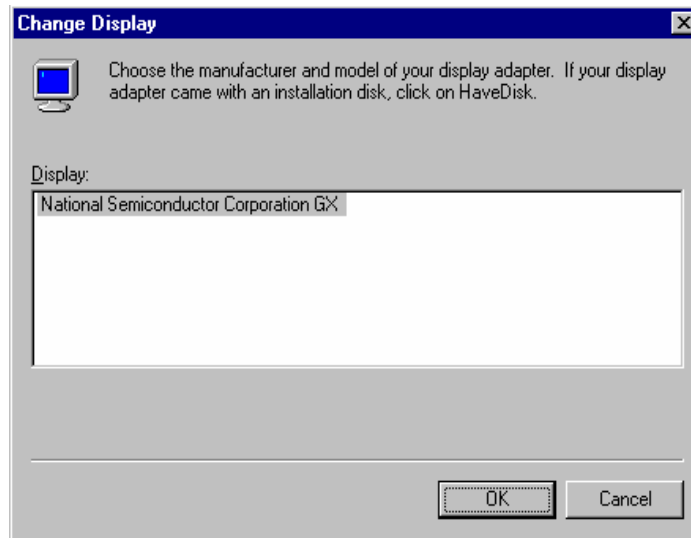 Change Display
Choose the manufacturer and model of your display adapter. If your display
adapter came with an installation disk, click on HaveDisk.
Display:
National Semiconductor Corporation GX
OK
Cancel